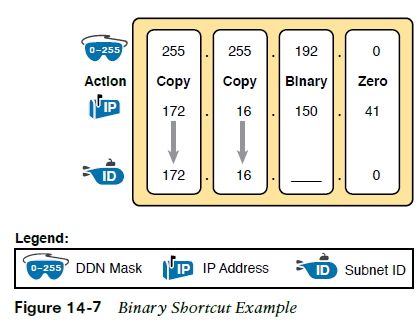 0-255 255 . 255 . 192 . 0
Action Copy Copy Binary Zero
IP 172 . 16 . 150 . 41
ID 172 . 16 . ___ . 0
Legend:
0-255 DDN Mask IP IP Address ID Subnet ID
Figure 14-7 Binary Shortcut Example